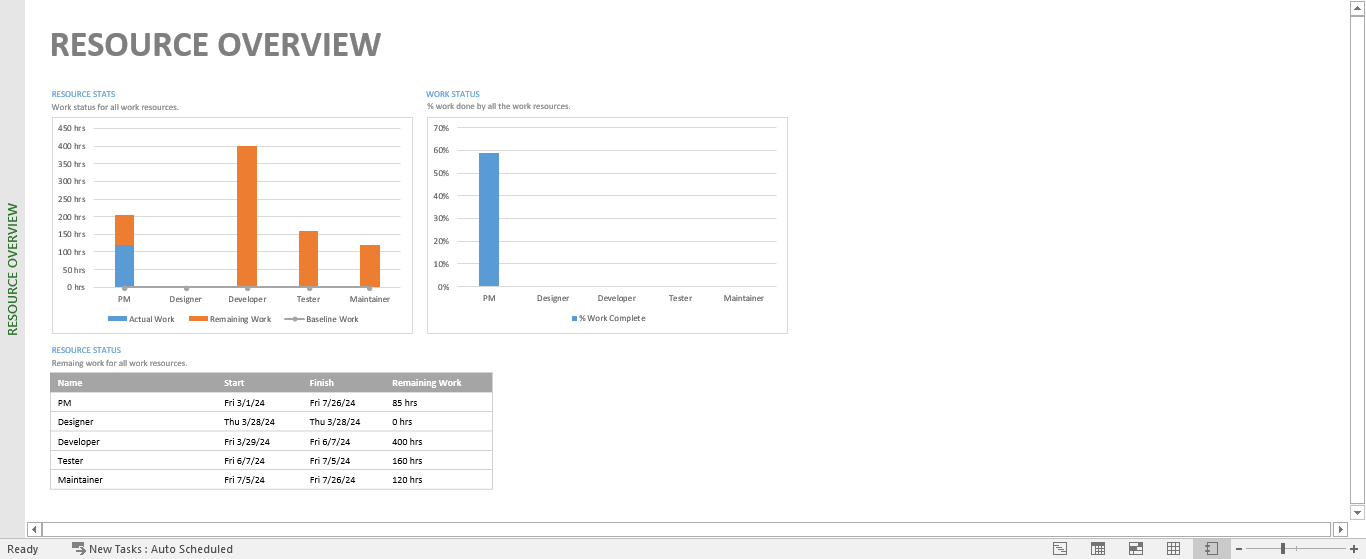 RESOURCE OVERVIEW
RESOURCE OVERVIEW
RESOURCE STATS
Work status for all work resources.
450 hrs
400 hrs
350 hrs
300 hrs
250 hrs
200 hrs
150 hrs
100 hrs
50 hrs
0 hrs
PM Designer Developer Tester Maintainer
Actual Work Remaining Work Baseline Work
WORK STATUS
% work done by all the work resources.
70%
60%
50%
40%
30%
20%
10%
0%
PM Designer Developer Tester Maintainer
% Work Complete
RESOURCE STATUS
Remaing work for all work resources.
Name Start Finish Remaining Work
PM Fri 3/1/24 Fri 7/26/24 85 hrs
Designer Thu 3/28/24 Thu 3/28/24 0 hrs
Developer Fri 3/29/24 Fri 6/7/24 400 hrs
Tester Fri 6/7/24 Fri 7/5/24 160 hrs
Maintainer Fri 7/5/24 Fri 7/26/24 120 hrs
Ready New Tasks : Auto Scheduled